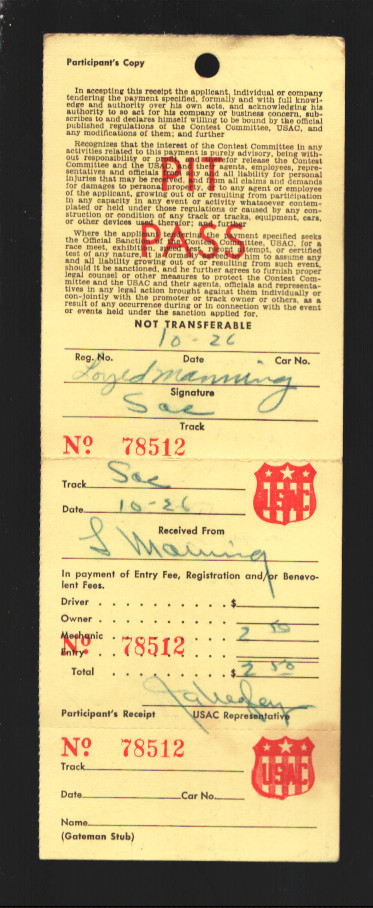 Participant's Copy
In accepting this receipt the applicant, individual or company
tendering the payment specified, formally and with full knowl-
edge and authority over his own acts, and acknowledging his
authority to so act for his company or business concern, sub-
scribes to and declares himself willing to be bound by the official
published regulations of the Contest Committee, USAC, and
any modifications of them; and further
Recognizes that the interest of the Contest Committee in any
activities related to this payment is purely advisory, being with-
out responsibility or release the Contest
Committee and the USAC, and their agents, employees, repre-
sentatives and officials any and all liability for personal
injuries that may be received, and from all claims and demands
for damages to personal property, or to any agent or employee
of the applicant, growing out of or resulting from participation
in any capacity in any event or activity whatsoever contem-
plated or held under those regulations or caused by any con-
struction or condition of any track or tracks, equipment, cars,
or other devices used therefor; and further
PIT
PASS
Where the applicant tendering the payment specified seeks
the Official Sanction of the Contest Committee, USAC, for a
race meet, exhibition, speed attempt, or certified
test of any nature, formally him to assume any
and all liability growing out of or resulting from such event,
should it be sanctioned, and he further agrees to furnish proper
legal counsel or other measures to protect the Contest Com-
mittee and the USAC and their agents, officials and representa-
tives in any legal action brought against them individually or
con-jointly with the promoter or track owner or others, as a
result of any occurrence during or in connection with the event
or events held under the sanction applied for.
NOT TRANSFERABLE
10-26
Reg. No. Date Car No.
Loyed Manning
Signature
Sac
Track
Nº 78512
USAC
Track Sac
Date 10-26
Received From
L Manning
In payment of Entry Fee, Registration and/or Benevo-
lent Fees.
Driver . . . . . . . . . . $
Owner . . . . . . . . . .
Mechanic . . . . . . . . . 2 50
Entry . . . . . . . . . .
Nº 78512
Total . . . . . . . . . . $ 2 50
Participant's Receipt USAC Representative
Nº 78512
USAC
Track
Date Car No.
Name
(Gateman Stub)